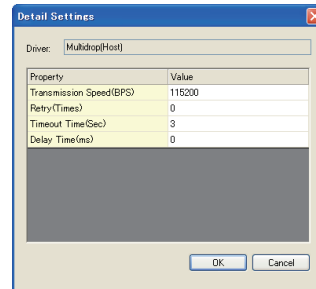 Detail Settings
Driver: Multidrop(Host)
Property Value
Transmission Speed(BPS) 115200
Retry(Times) 0
Timeout Time(Sec) 3
Delay Time(ms) 0
OK Cancel